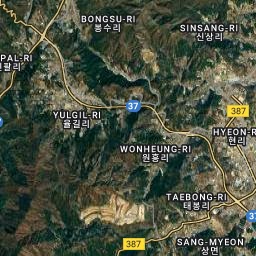 BONGSU-RI
봉수리
SINSANG-RI
신상리
PAL-RI
팔리
37
387
YULGIL-RI
율길리
HYEON-R
현리
WONHEUNG-RI
원흥리
TAEBONG-RI
태봉리
37
387
SANG-MYEON
상면